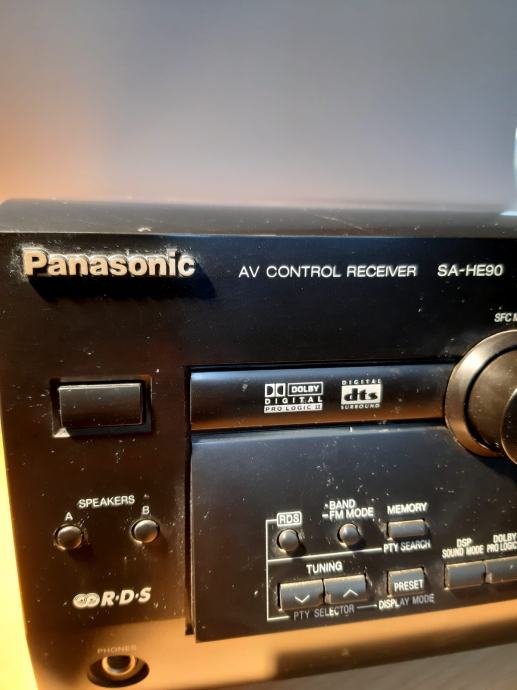 Panasonic AV CONTROL RECEIVER SA-HE90
SFC
DOLBY
DIGITAL
PRO LOGIC II
DIGITAL
dts
SURROUND
SPEAKERS
A B
RDS
BAND
FM MODE
MEMORY
PTY SEARCH
DSP
SOUND MODE
DOLBY
PRO LOGIC
TUNING
PRESET
PTY SELECTOR
DISPLAY MODE
R·D·S
PHONES